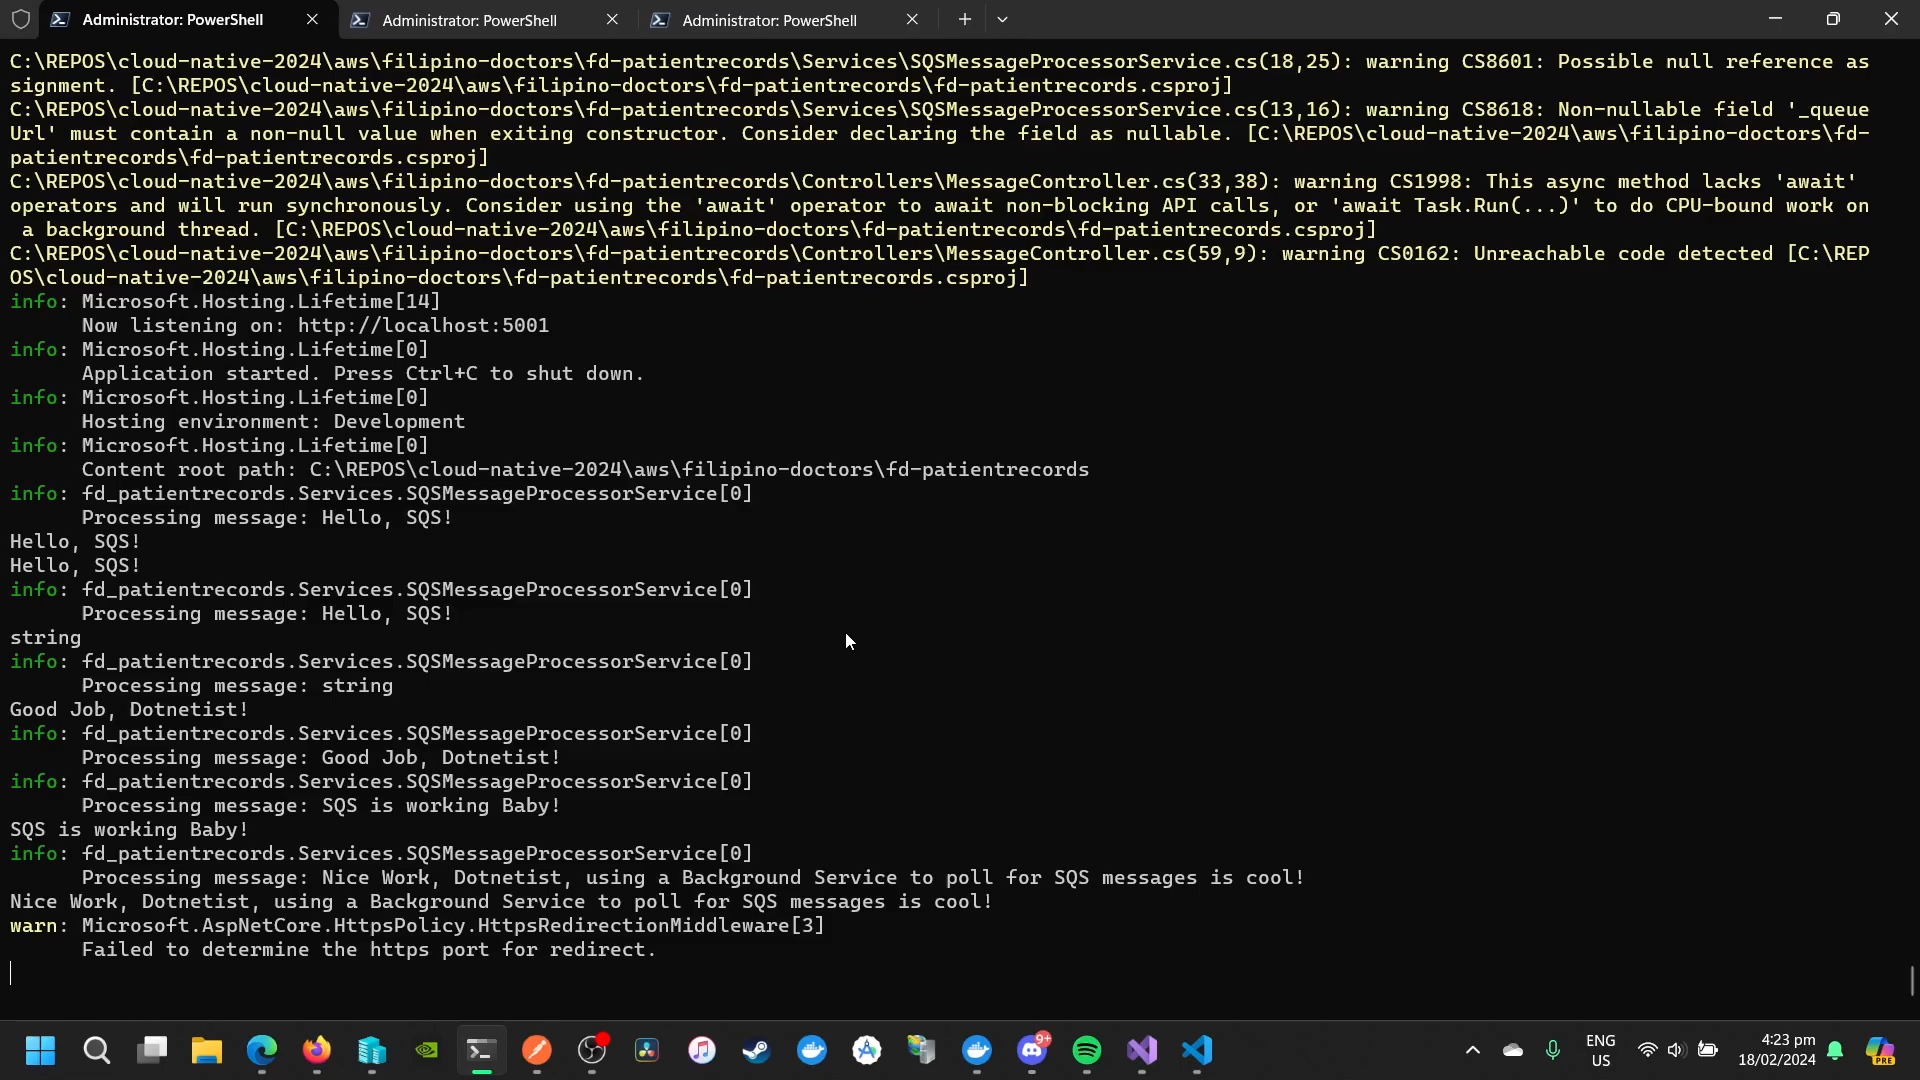 Administrator: PowerShell
Administrator: PowerShell
Administrator: PowerShell
C:\REPOS\cloud-native-2024\aws\filipino-doctors\fd-patientrecords\Services\SQSMessageProcessorService.cs(18,25): warning CS8601: Possible null reference as
signment. [C:\REPOS\cloud-native-2024\aws\filipino-doctors\fd-patientrecords\fd-patientrecords.csproj]
C:\REPOS\cloud-native-2024\aws\filipino-doctors\fd-patientrecords\Services\SQSMessageProcessorService.cs(13,16): warning CS8618: Non-nullable field '_queue
Url' must contain a non-null value when exiting constructor. Consider declaring the field as nullable. [C:\REPOS\cloud-native-2024\aws\filipino-doctors\fd-
patientrecords\fd-patientrecords.csproj]
C:\REPOS\cloud-native-2024\aws\filipino-doctors\fd-patientrecords\Controllers\MessageController.cs(33,38): warning CS1998: This async method lacks 'await'
operators and will run synchronously. Consider using the 'await' operator to await non-blocking API calls, or 'await Task.Run(...)' to do CPU-bound work on
a background thread. [C:\REPOS\cloud-native-2024\aws\filipino-doctors\fd-patientrecords\fd-patientrecords.csproj]
C:\REPOS\cloud-native-2024\aws\filipino-doctors\fd-patientrecords\Controllers\MessageController.cs(59,9): warning CS0162: Unreachable code detected [C:\REP
OS\cloud-native-2024\aws\filipino-doctors\fd-patientrecords\fd-patientrecords.csproj]
info: Microsoft.Hosting.Lifetime[14]
Now listening on: http://localhost:5001
info: Microsoft.Hosting.Lifetime[0]
Application started. Press Ctrl+C to shut down.
info: Microsoft.Hosting.Lifetime[0]
Hosting environment: Development
info: Microsoft.Hosting.Lifetime[0]
Content root path: C:\REPOS\cloud-native-2024\aws\filipino-doctors\fd-patientrecords
info: fd_patientrecords.Services.SQSMessageProcessorService[0]
Processing message: Hello, SQS!
Hello, SQS!
Hello, SQS!
info: fd_patientrecords.Services.SQSMessageProcessorService[0]
Processing message: Hello, SQS!
string
info: fd_patientrecords.Services.SQSMessageProcessorService[0]
Processing message: string
Good Job, Dotnetist!
info: fd_patientrecords.Services.SQSMessageProcessorService[0]
Processing message: Good Job, Dotnetist!
info: fd_patientrecords.Services.SQSMessageProcessorService[0]
Processing message: SQS is working Baby!
SQS is working Baby!
info: fd_patientrecords.Services.SQSMessageProcessorService[0]
Processing message: Nice Work, Dotnetist, using a Background Service to poll for SQS messages is cool!
Nice Work, Dotnetist, using a Background Service to poll for SQS messages is cool!
warn: Microsoft.AspNetCore.HttpsPolicy.HttpsRedirectionMiddleware[3]
Failed to determine the https port for redirect.
9+
ENG
US
4:23 pm
18/02/2024
PRE